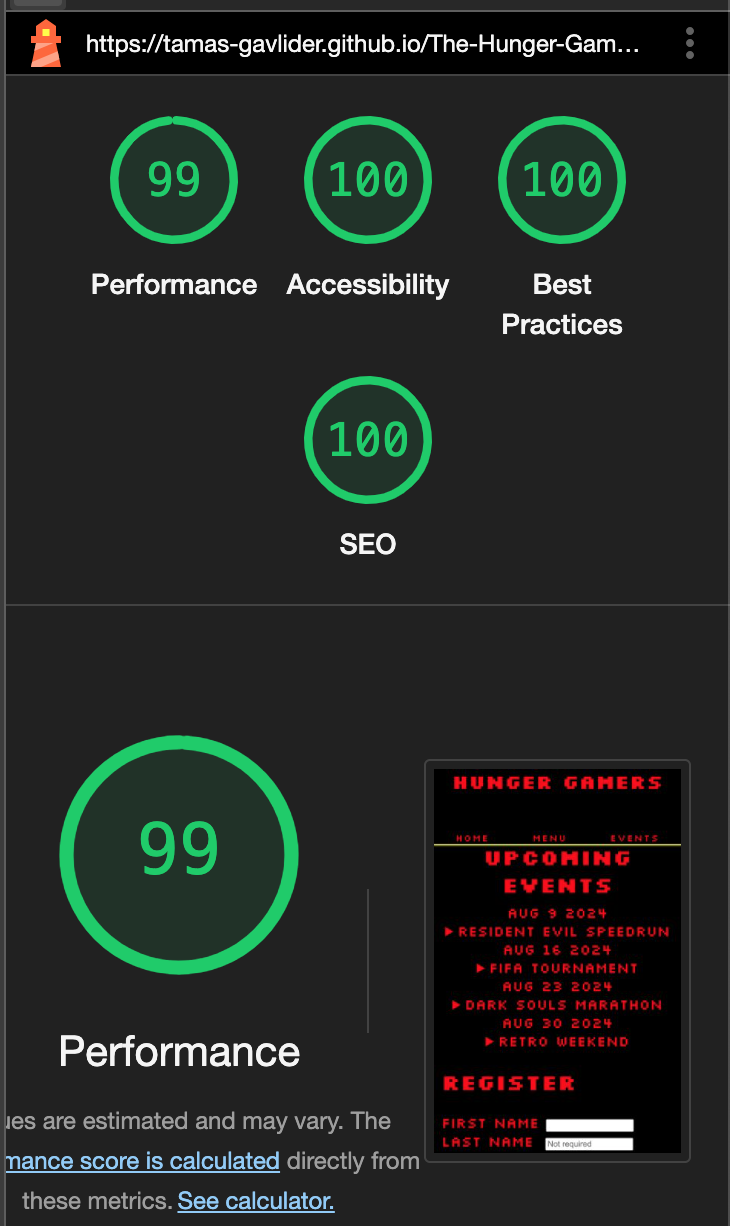 https://tamas-gavlider.github.io/The-Hunger-Gam…
99
100
100
Performance
Accessibility
Best
Practices
100
SEO
99
Performance
ues are estimated and may vary. The
mance score is calculated directly from
these metrics. See calculator.
HUNGER GAMERS
HOME MENU EVENTS
UPCOMING
EVENTS
AUG 9 2024
▶ RESIDENT EVIL SPEEDRUN
AUG 16 2024
▶ FIFA TOURNAMENT
AUG 23 2024
▶ DARK SOULS MARATHON
AUG 30 2024
▶ RETRO WEEKEND
REGISTER
FIRST NAME
LAST NAME Not required